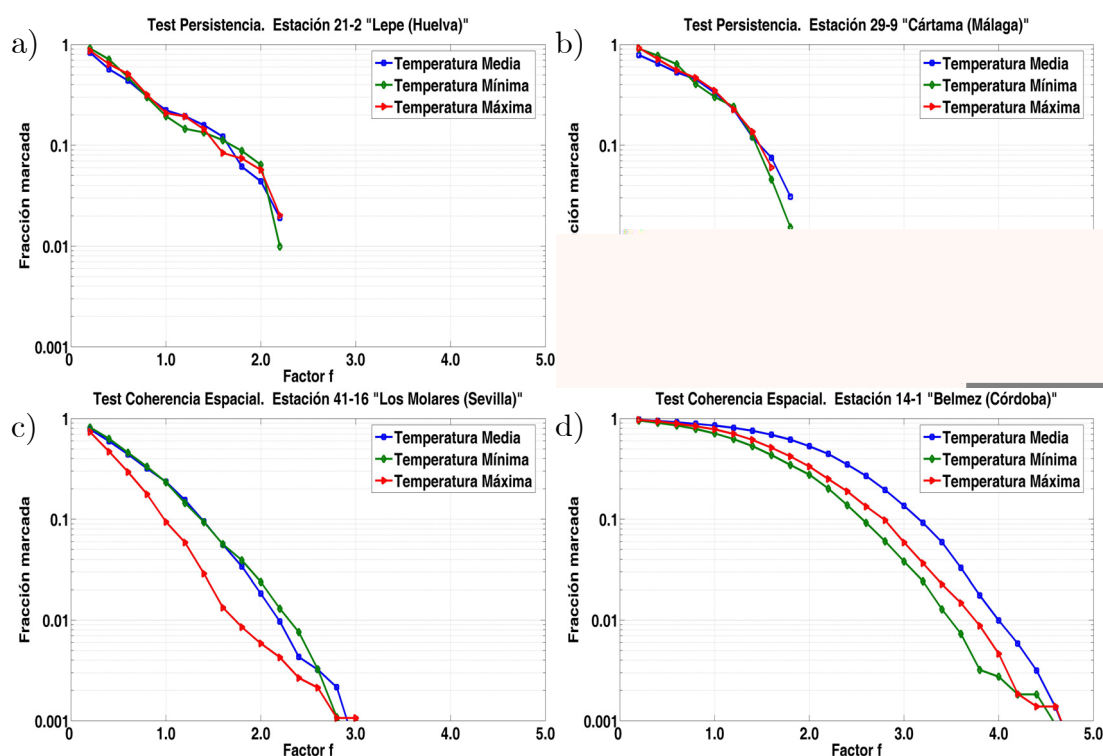 Test Persistencia. Estación 21-2 "Lepe (Huelva)"
a)
Temperatura Media
Temperatura Mínima
Temperatura Máxima
Fracción marcada
1
0.1
0.01
0.001
0 1.0 2.0 3.0 4.0 5.0
Factor f
Test Persistencia. Estación 29-9 "Cártama (Málaga)"
b)
Temperatura Media
Temperatura Mínima
Temperatura Máxima
marcada
1
0.1
Test Coherencia Espacial. Estación 41-16 "Los Molares (Sevilla)"
c)
Temperatura Media
Temperatura Mínima
Temperatura Máxima
Fracción marcada
1
0.1
0.01
0.001
0 1.0 2.0 3.0 4.0 5.0
Factor f
Test Coherencia Espacial. Estación 14-1 "Belmez (Córdoba)"
d)
Temperatura Media
Temperatura Mínima
Temperatura Máxima
Fracción marcada
1
0.1
0.01
0.001
0 1.0 2.0 3.0 4.0 5.0
Factor f